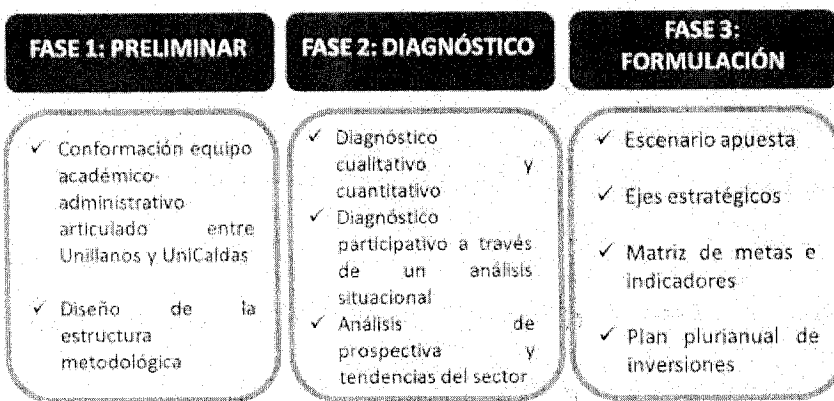 FASE 1: PRELIMINAR
✓ Conformación equipo
académico-
administrativo
articulado entre
Unillanos y UniCaldas
✓ Diseño de la
estructura
metodológica
FASE 2: DIAGNÓSTICO
✓ Diagnóstico
cualitativo y
cuantitativo
✓ Diagnóstico
participativo a través
de un análisis
situacional
✓ Análisis de
prospectiva y
tendencias del sector
FASE 3:
FORMULACIÓN
✓ Escenario apuesta
✓ Ejes estratégicos
✓ Matriz de metas e
indicadores
✓ Plan plurianual de
inversiones